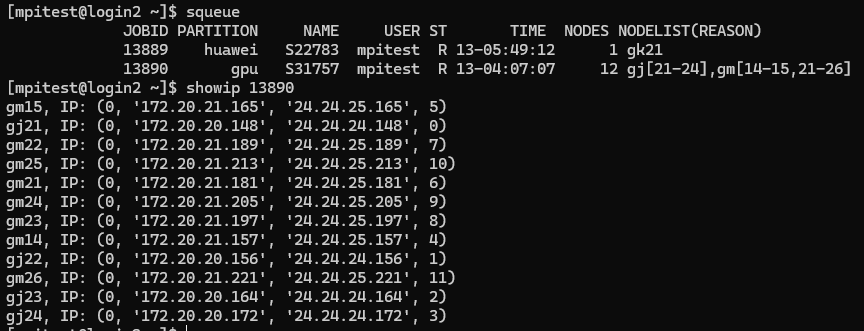 [mpitest@login2 ~]$ squeue
JOBID PARTITION NAME USER ST TIME NODES NODELIST(REASON)
13889 huawei S22783 mpitest R 13-05:49:12 1 gk21
13890 gpu S31757 mpitest R 13-04:07:07 12 gj[21-24],gm[14-15,21-26]
[mpitest@login2 ~]$ showip 13890
gm15, IP: (0, '172.20.21.165', '24.24.25.165', 5)
gj21, IP: (0, '172.20.20.148', '24.24.24.148', 0)
gm22, IP: (0, '172.20.21.189', '24.24.25.189', 7)
gm25, IP: (0, '172.20.21.213', '24.24.25.213', 10)
gm21, IP: (0, '172.20.21.181', '24.24.25.181', 6)
gm24, IP: (0, '172.20.21.205', '24.24.25.205', 9)
gm23, IP: (0, '172.20.21.197', '24.24.25.197', 8)
gm14, IP: (0, '172.20.21.157', '24.24.25.157', 4)
gj22, IP: (0, '172.20.20.156', '24.24.24.156', 1)
gm26, IP: (0, '172.20.21.221', '24.24.25.221', 11)
gj23, IP: (0, '172.20.20.164', '24.24.24.164', 2)
gj24, IP: (0, '172.20.20.172', '24.24.24.172', 3)
[mpitest@login2 ~]$